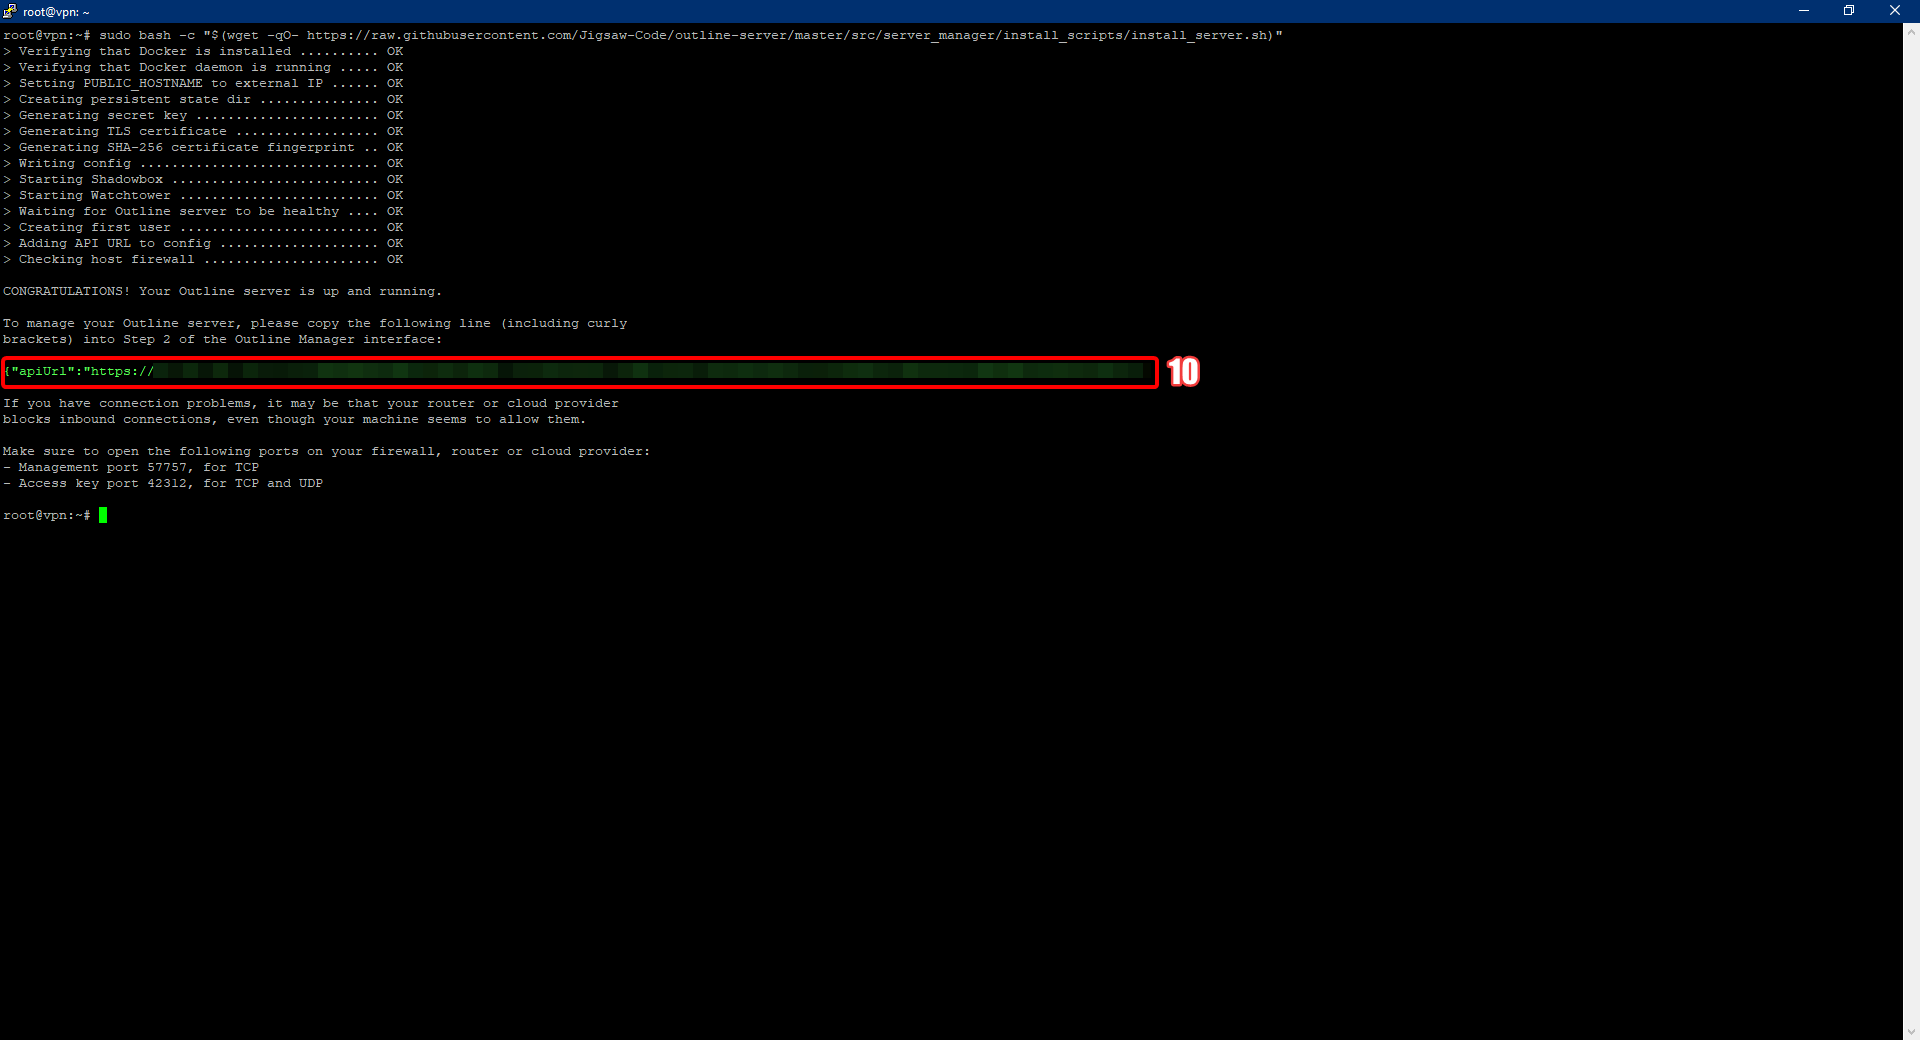 root@vpn: ~
root@vpn:~# sudo bash -c "$(wget -qO- https://raw.githubusercontent.com/Jigsaw-Code/outline-server/master/src/server_manager/install_scripts/install_server.sh)"
> Verifying that Docker is installed .......... OK
> Verifying that Docker daemon is running ..... OK
> Setting PUBLIC_HOSTNAME to external IP ...... OK
> Creating persistent state dir ............... OK
> Generating secret key ....................... OK
> Generating TLS certificate .................. OK
> Generating SHA-256 certificate fingerprint .. OK
> Writing config .............................. OK
> Starting Shadowbox .......................... OK
> Starting Watchtower ......................... OK
> Waiting for Outline server to be healthy .... OK
> Creating first user ......................... OK
> Adding API URL to config .................... OK
> Checking host firewall ...................... OK
CONGRATULATIONS! Your Outline server is up and running.
To manage your Outline server, please copy the following line (including curly
brackets) into Step 2 of the Outline Manager interface:
{"apiUrl":"https://
10
If you have connection problems, it may be that your router or cloud provider
blocks inbound connections, even though your machine seems to allow them.
Make sure to open the following ports on your firewall, router or cloud provider:
- Management port 57757, for TCP
- Access key port 42312, for TCP and UDP
root@vpn:~#